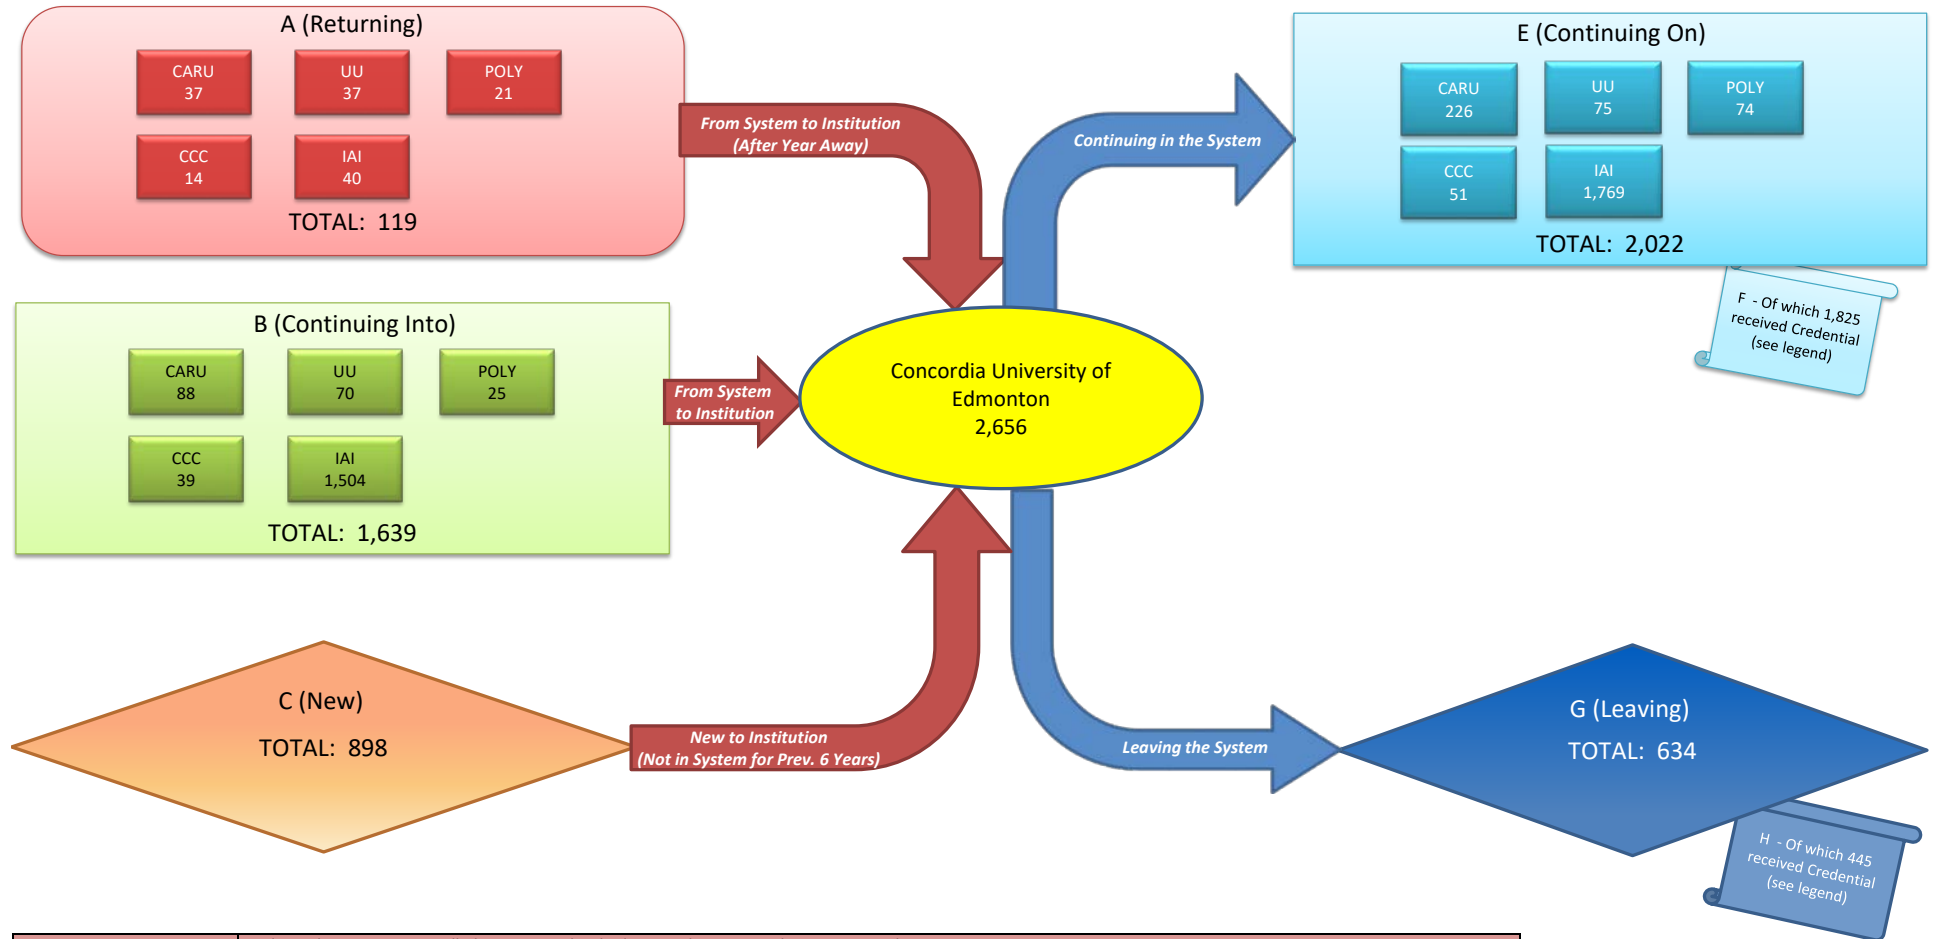 A (Returning)
CARU
37
UU
37
POLY
21
CCC
14
IAI
40
TOTAL: 119
From System to Institution
(After Year Away)
B (Continuing Into)
CARU
88
UU
70
POLY
25
CCC
39
IAI
1,504
TOTAL: 1,639
From System
to Institution
C (New)
TOTAL: 898
New to Institution
(Not in System for Prev. 6 Years)
Concordia University of
Edmonton
2,656
Continuing in the System
E (Continuing On)
CARU
226
UU
75
POLY
74
CCC
51
IAI
1,769
TOTAL: 2,022
F - Of which 1,825
received Credential
(see legend)
Leaving the System
G (Leaving)
TOTAL: 634
H - Of which 445
received Credential
(see legend)